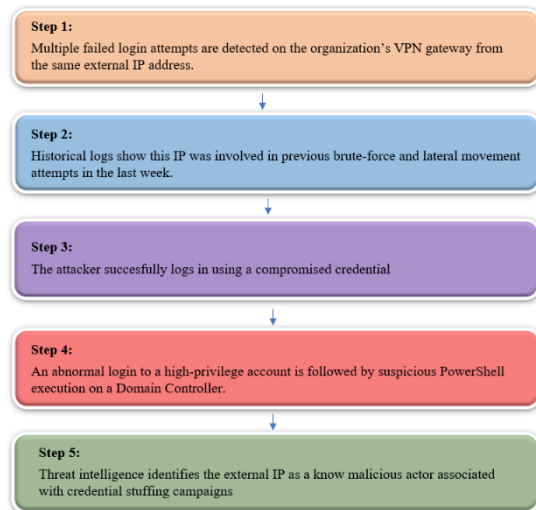 Step 1:
Multiple failed login attempts are detected on the organization's VPN gateway from
the same external IP address.
Step 2:
Historical logs show this IP was involved in previous brute-force and lateral movement
attempts in the last week.
Step 3:
The attacker succesfully logs in using a compromised credential
Step 4:
An abnormal login to a high-privilege account is followed by suspicious PowerShell
execution on a Domain Controller.
Step 5:
Threat intelligence identifies the external IP as a know malicious actor associated
with credential stuffing campaigns